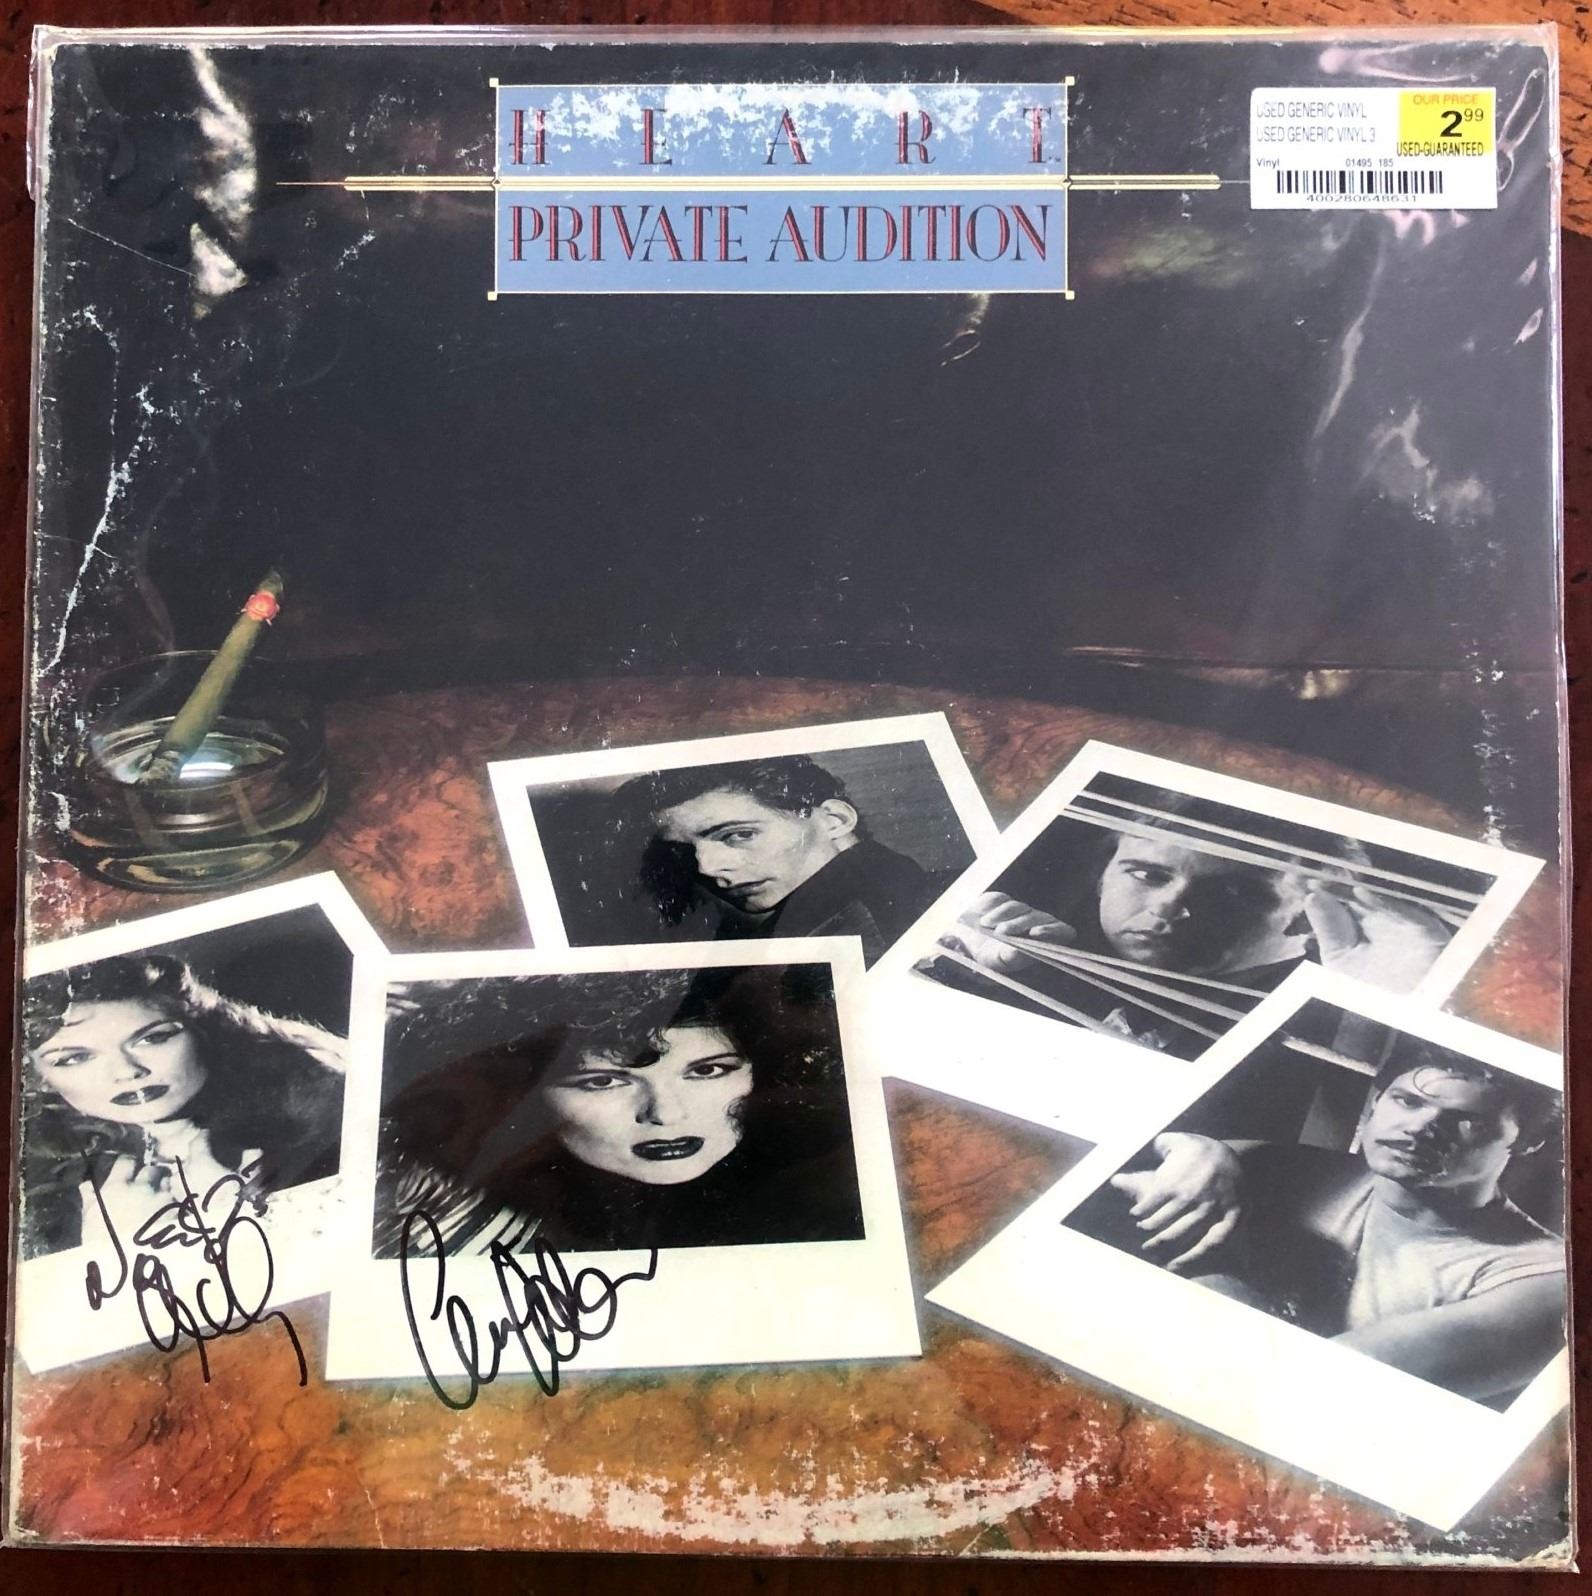 HEART
PRIVATE AUDITION
USED GENERIC VINYL
USED GENERIC VINYL 3
OUR PRICE
2.99
USED-GUARANTEED
Vinyl 01495 185
400280648631